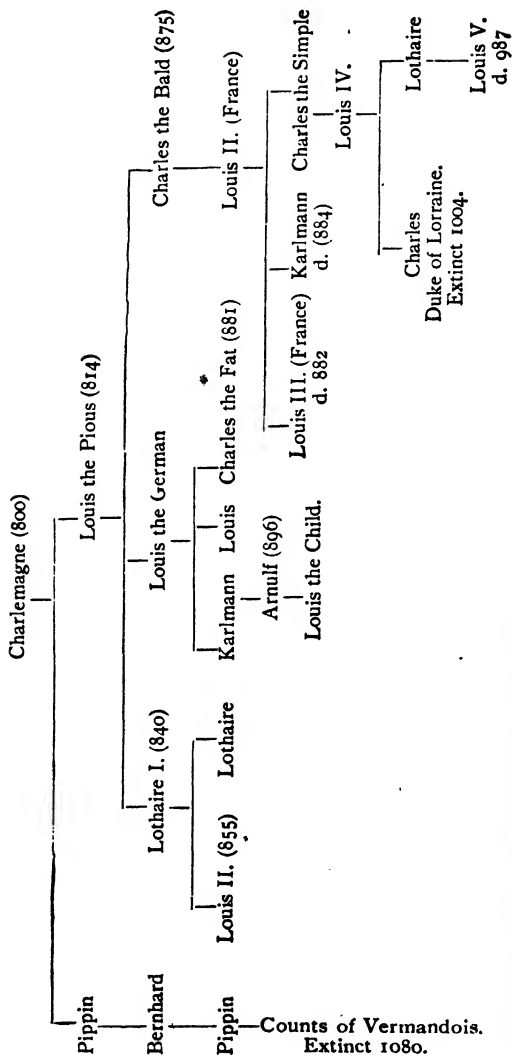 Charlemagne (800)
Pippin
Louis the Pious (814)
Bernhard
Lothaire I. (840)
Louis the German
Charles the Bald (875)
Pippin
Louis II. (855)
Lothaire
Karlmann
Louis
Charles the Fat (881)
Louis II. (France)
Counts of Vermandois.
Extinct 1080.
Arnulf (896)
Louis the Child.
Louis III. (France)
d. 882
Karlmann
d. (884)
Charles the Simple
Louis IV.
Charles
Duke of Lorraine.
Extinct 1004.
Lothaire
Louis V.
d. 987